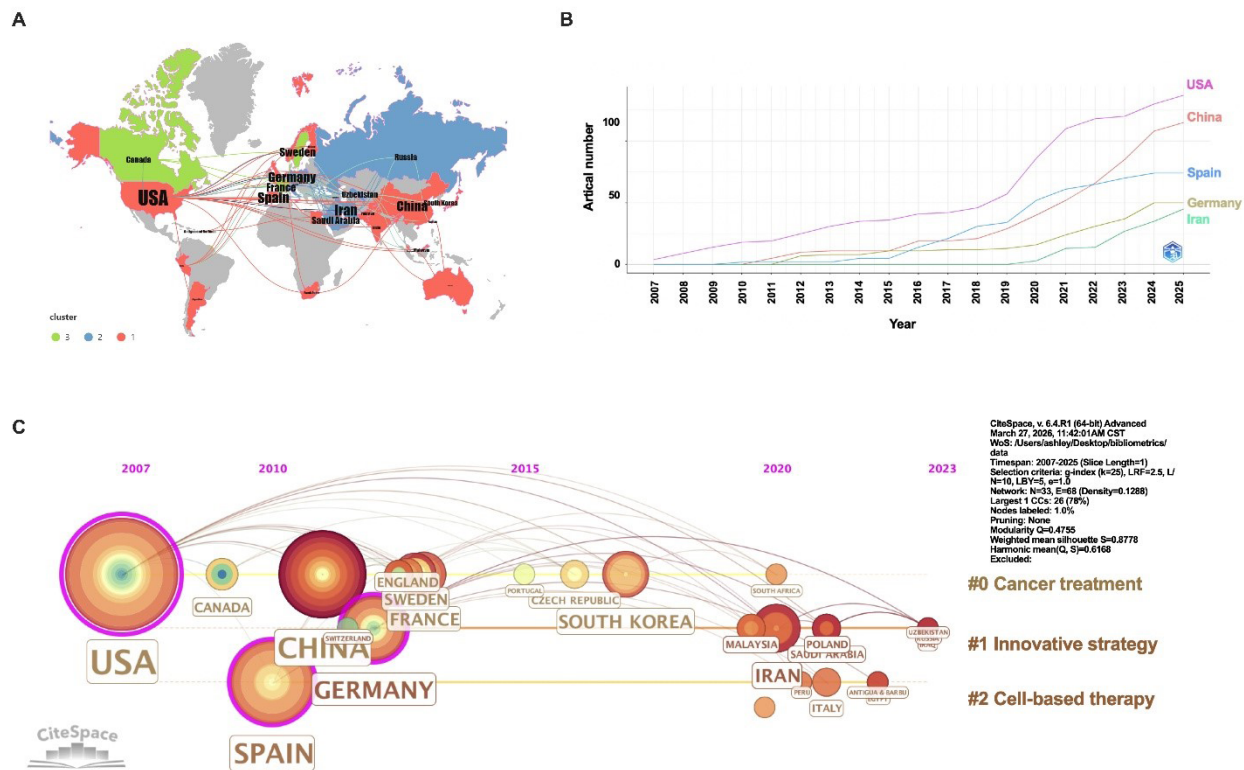 A
Canada
USA
Sweden
Germany
France
Spain
Russia
Uzbekistan
Iran
Saudi Arabia
China
South Korea
cluster
3
2
1
B
Artical number
100
50
0
USA
China
Spain
Germany
Iran
2007
2008
2009
2010
2011
2012
2013
2014
2015
2016
2017
2018
2019
2020
2021
2022
2023
2024
2025
Year
C
2007
2010
2015
2020
2023
CiteSpace, v. 6.4.R1 (64-bit) Advanced
March 27, 2026, 11:42:01AM CST
WoS: /Users/ashley/Desktop/bibliometrics/
data
Timespan: 2007-2025 (Slice Length=1)
Selection criteria: g-index (k=25), LRF=2.5, L/
N=10, LBY=5, e=1.0
Network: N=33, E=68 (Density=0.1288)
Largest 1 CCs: 26 (78%)
Nodes labeled: 1.0%
Pruning: None
Modularity Q=0.4755
Weighted mean silhouette S=0.8778
Harmonic mean(Q, S)=0.6168
Excluded:
#0 Cancer treatment
#1 Innovative strategy
#2 Cell-based therapy
CANADA
ENGLAND
SWEDEN
FRANCE
PORTUGAL
CZECH REPUBLIC
SOUTH KOREA
SOUTH AFRICA
USA
CHINA
SWITZERLAND
GERMANY
MALAYSIA
POLAND
SAUDI ARABIA
IRAN
UZBEKISTAN
RUSSIA
IRAQ
SPAIN
PERU
ITALY
ANTIGUA & BARBU
EGYPT
CiteSpace